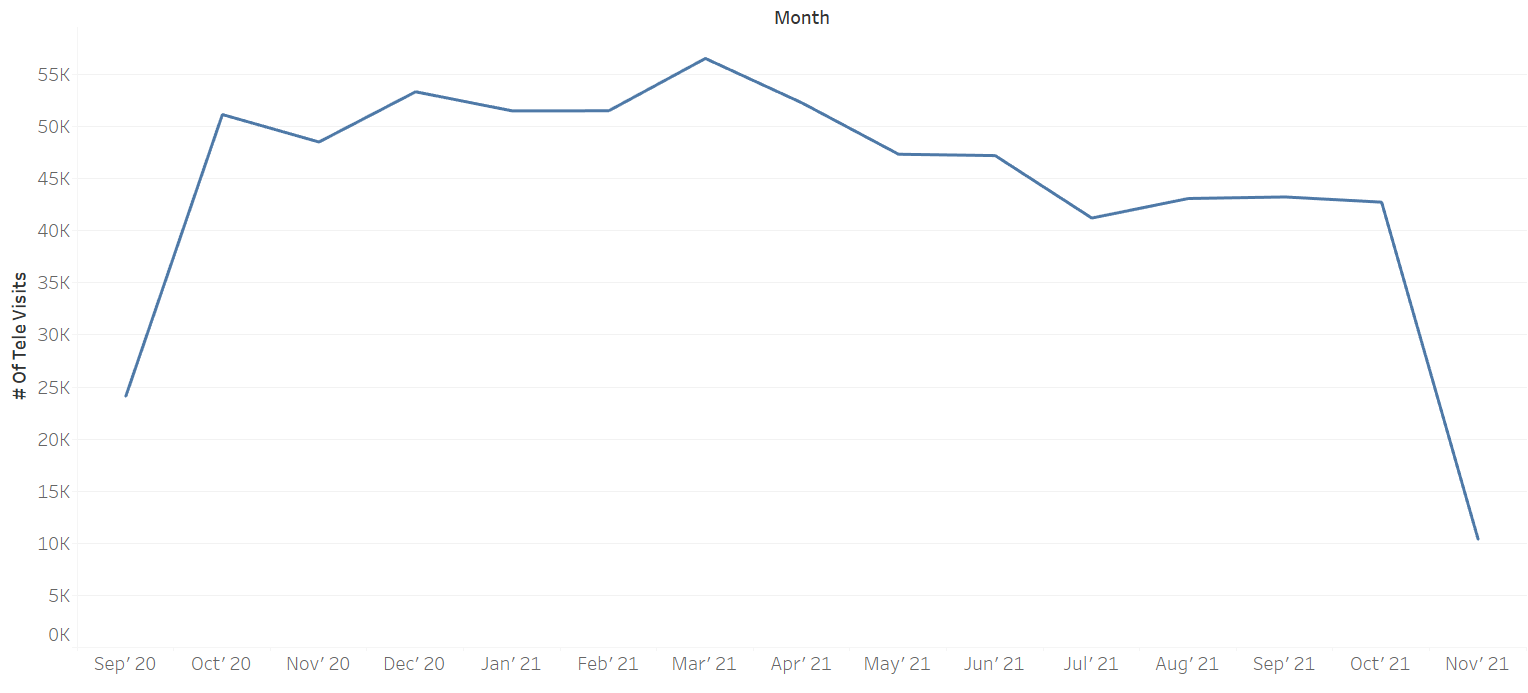 Month
# Of Tele Visits
55K
50K
45K
40K
35K
30K
25K
20K
15K
10K
5K
0K
Sep' 20 Oct' 20 Nov' 20 Dec' 20 Jan' 21 Feb' 21 Mar' 21 Apr' 21 May' 21 Jun' 21 Jul' 21 Aug' 21 Sep' 21 Oct' 21 Nov' 21